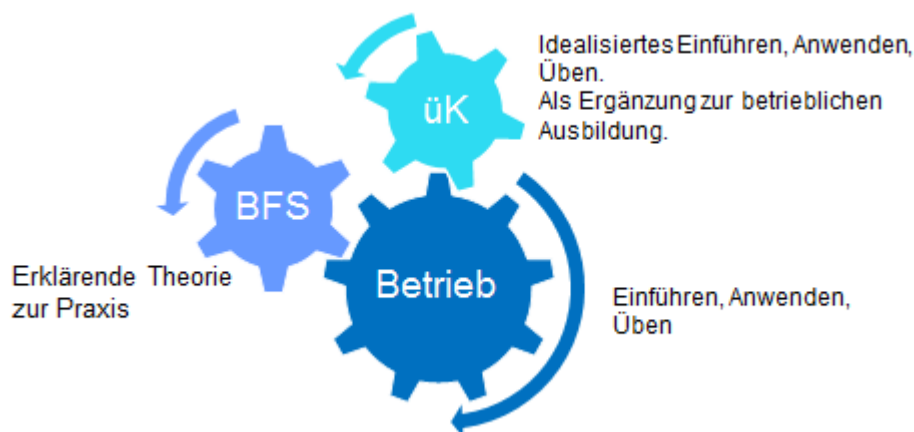 Idealisiertes Einführen, Anwenden,
Üben.
Als Ergänzung zur betrieblichen
Ausbildung.
üK
BFS
Betrieb
Erklärende Theorie
zur Praxis
Einführen, Anwenden,
Üben